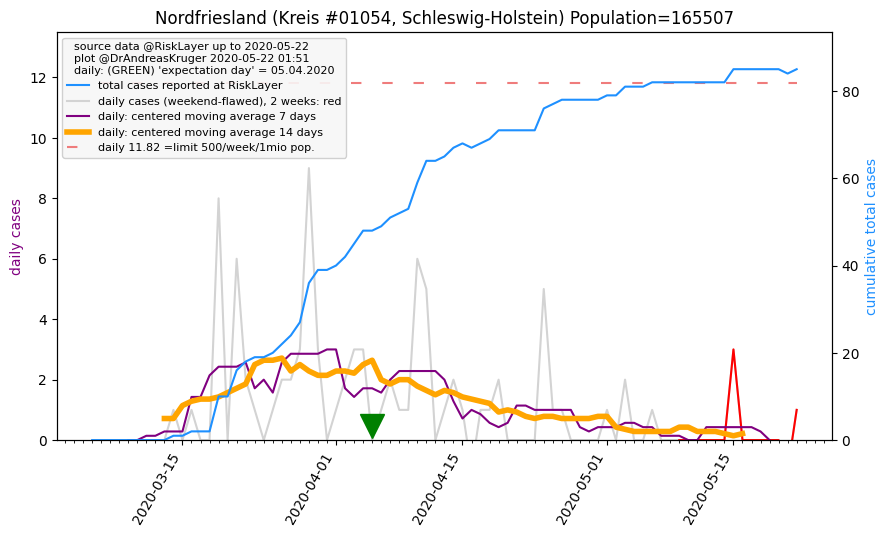 Nordfriesland (Kreis #01054, Schleswig-Holstein) Population=165507
source data @RiskLayer up to 2020-05-22
plot @DrAndreasKruger 2020-05-22 01:51
daily: (GREEN) 'expectation day' = 05.04.2020
total cases reported at RiskLayer
daily cases (weekend-flawed), 2 weeks: red
daily: centered moving average 7 days
daily: centered moving average 14 days
daily 11.82 =limit 500/week/1mio pop.
daily cases
12
10
8
6
4
2
0
80
60
40
20
0
cumulative total cases
2020-03-15
2020-04-01
2020-04-15
2020-05-01
2020-05-15